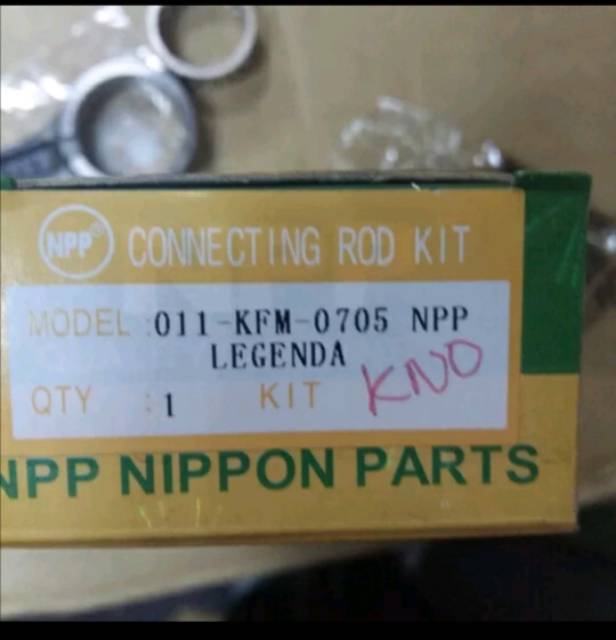 NPP® CONNECTING ROD KIT
MODEL :011-KFM-0705 NPP
LEGENDA
QTY : 1 KIT KNO
NPP NIPPON PARTS